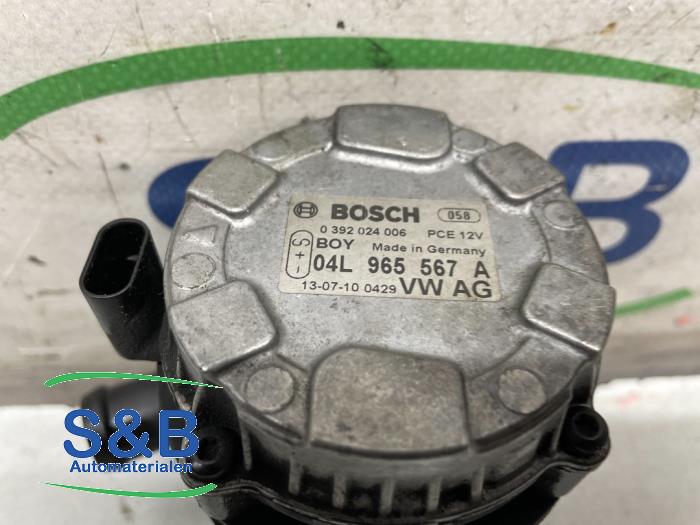 BOSCH 058
0 392 024 006 PCE 12V
BOY Made in Germany
- + S
04L 965 567 A
13-07-10 0429 VW AG
S&B
Automaterialen